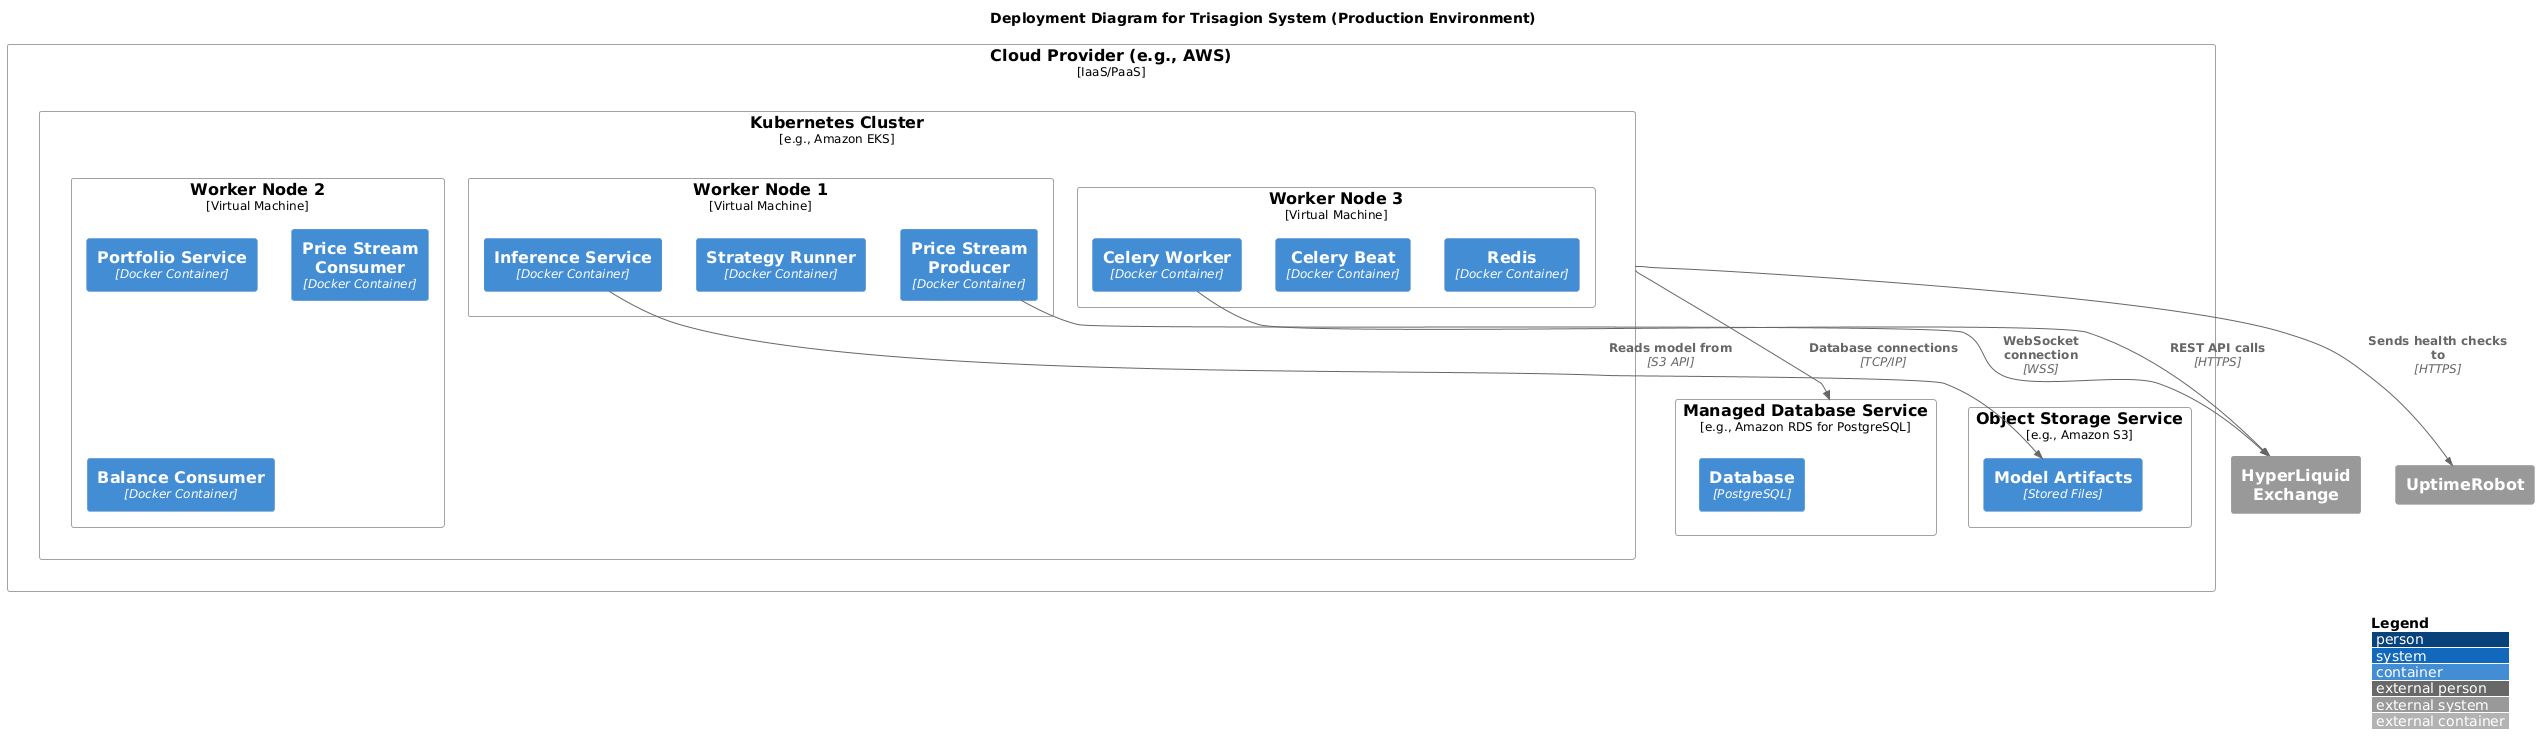 Deployment Diagram for Trisagion System (Production Environment)
Cloud Provider (e.g., AWS)
[IaaS/PaaS]
Kubernetes Cluster
[e.g., Amazon EKS]
Worker Node 2
[Virtual Machine]
Portfolio Service
[Docker Container]
Price Stream
Consumer
[Docker Container]
Balance Consumer
[Docker Container]
Worker Node 1
[Virtual Machine]
Inference Service
[Docker Container]
Strategy Runner
[Docker Container]
Price Stream
Producer
[Docker Container]
Worker Node 3
[Virtual Machine]
Celery Worker
[Docker Container]
Celery Beat
[Docker Container]
Redis
[Docker Container]
Reads model from
[S3 API]
Database connections
[TCP/IP]
WebSocket
connection
[WSS]
REST API calls
[HTTPS]
Sends health checks
to
[HTTPS]
Managed Database Service
[e.g., Amazon RDS for PostgreSQL]
Database
[PostgreSQL]
Object Storage Service
[e.g., Amazon S3]
Model Artifacts
[Stored Files]
HyperLiquid
Exchange
UptimeRobot
Legend
person
system
container
external person
external system
external container